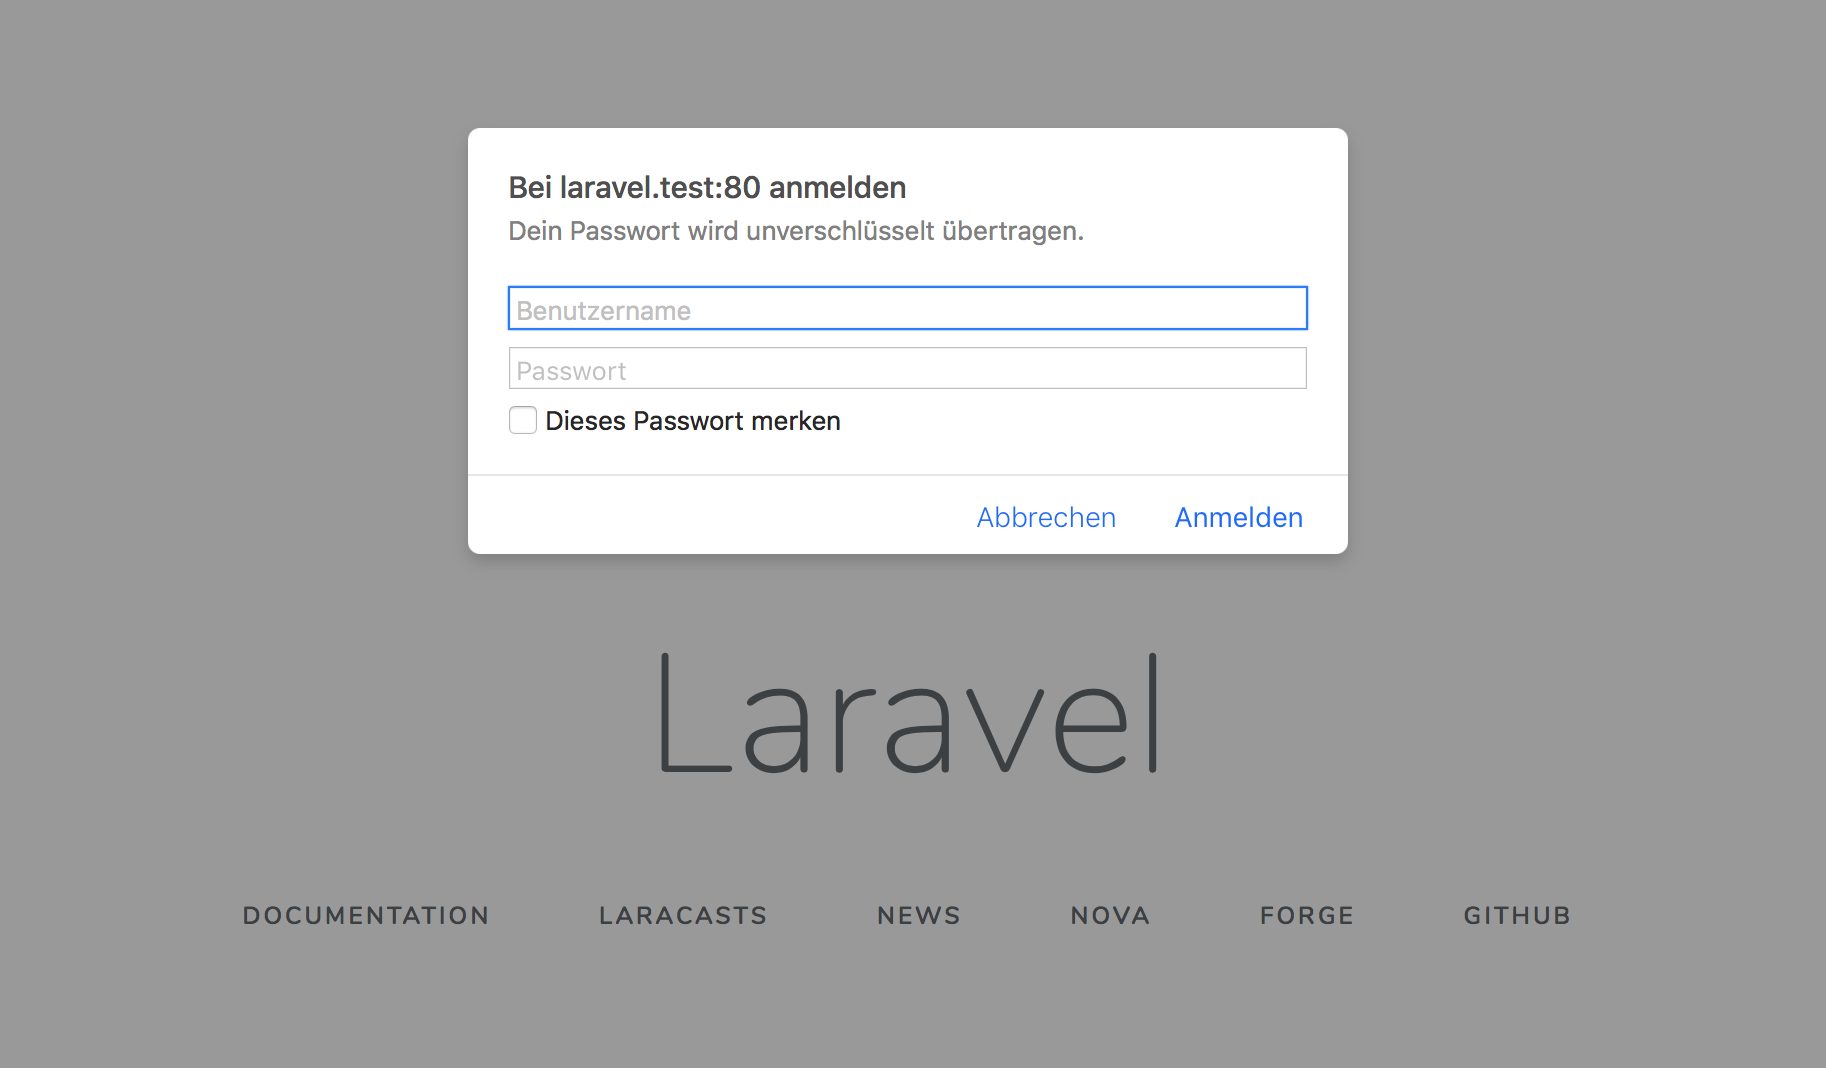 Bei laravel.test:80 anmelden
Dein Passwort wird unverschlüsselt übertragen.
Benutzername
Passwort
Dieses Passwort merken
Abbrechen Anmelden
Laravel
DOCUMENTATION LARACASTS NEWS NOVA FORGE GITHUB